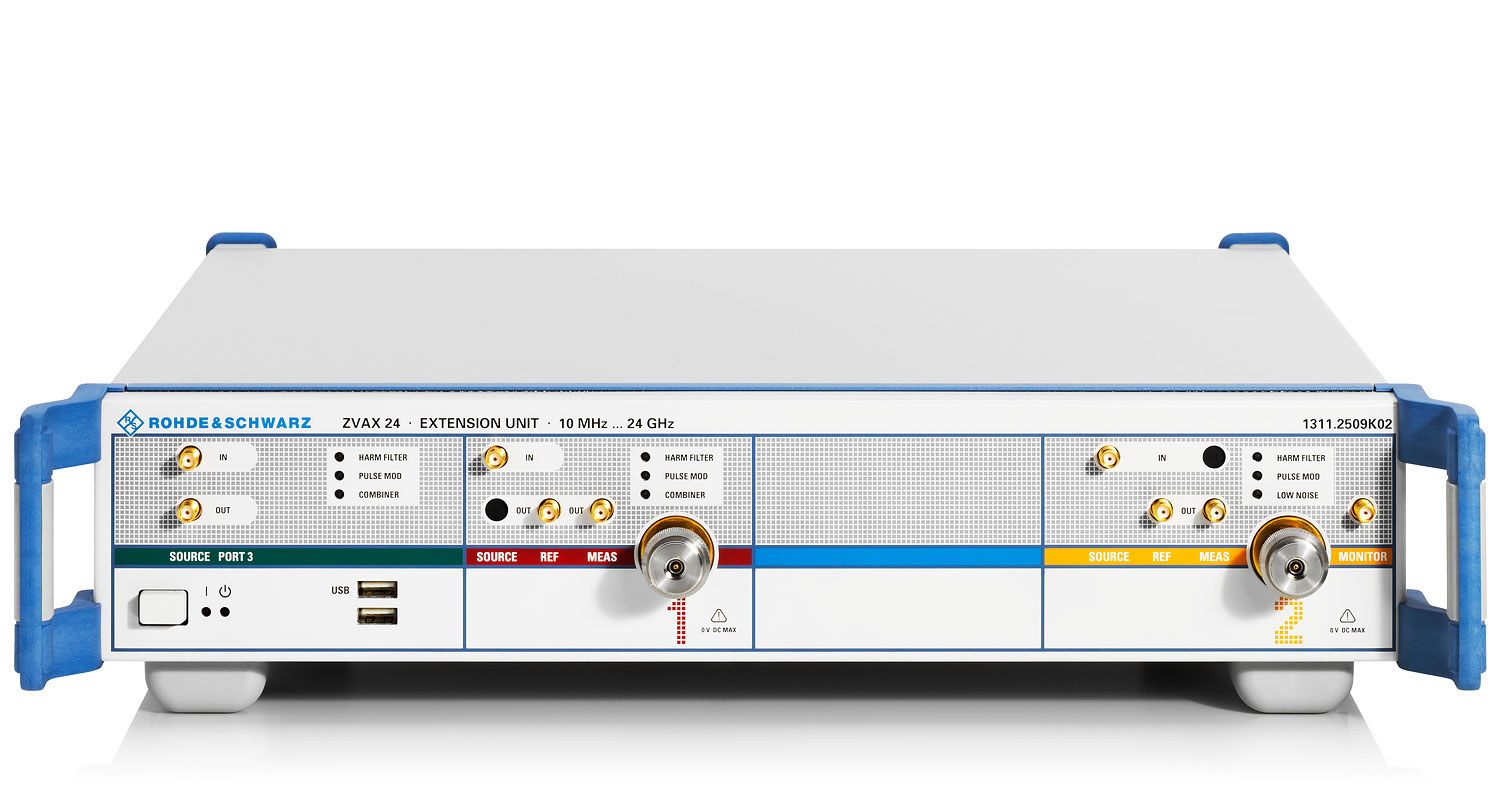 R&S ROHDE & SCHWARZ ZVAX 24 · EXTENSION UNIT · 10 MHz ... 24 GHz 1311.2509K02
IN HARM FILTER
PULSE MOD
OUT COMBINER
SOURCE PORT 3
USB
IN HARM FILTER
PULSE MOD
COMBINER
OUT OUT
SOURCE REF MEAS
1
0 V DC MAX
IN HARM FILTER
PULSE MOD
LOW NOISE
OUT
SOURCE REF MEAS MONITOR
2
0 V DC MAX